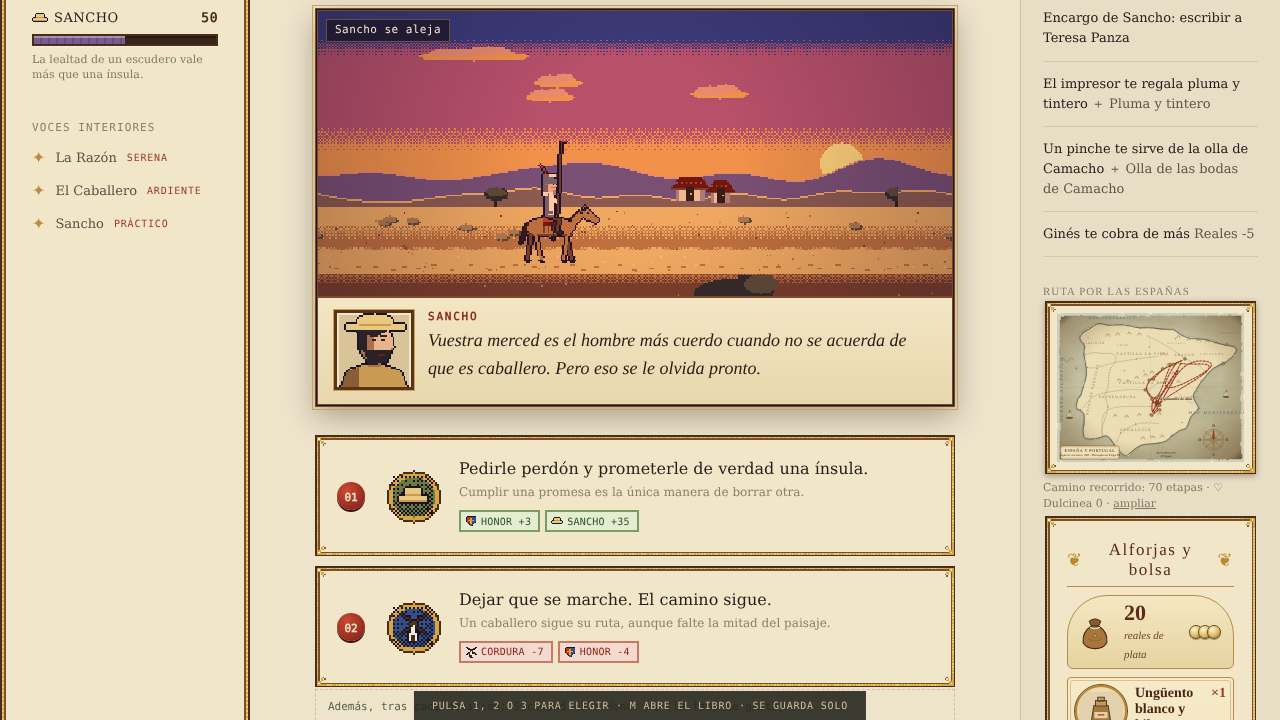 SANCHO 50
La lealtad de un escudero vale
más que una ínsula.
VOCES INTERIORES
La Razón SERENA
El Caballero ARDIENTE
Sancho PRÁCTICO
Sancho se aleja
SANCHO
Vuestra merced es el hombre más cuerdo cuando no se acuerda de
que es caballero. Pero eso se le olvida pronto.
01
Pedirle perdón y prometerle de verdad una ínsula.
Cumplir una promesa es la única manera de borrar otra.
HONOR +3 SANCHO +35
02
Dejar que se marche. El camino sigue.
Un caballero sigue su ruta, aunque falte la mitad del paisaje.
CORDURA -7 HONOR -4
Además, tras
PULSA 1, 2 O 3 PARA ELEGIR · M ABRE EL LIBRO · SE GUARDA SOLO
Encargo de Sancho: escribir a
Teresa Panza
El impresor te regala pluma y
tintero + Pluma y tintero
Un pinche te sirve de la olla de
Camacho + Olla de las bodas
de Camacho
Ginés te cobra de más Reales -5
RUTA POR LAS ESPAÑAS
ESPAÑA Y PORTUGAL
Camino recorrido: 70 etapas · ♡
Dulcinea 0 · ampliar
Alforjas y
bolsa
20
reales de
plata
Ungüento ×1
blanco y